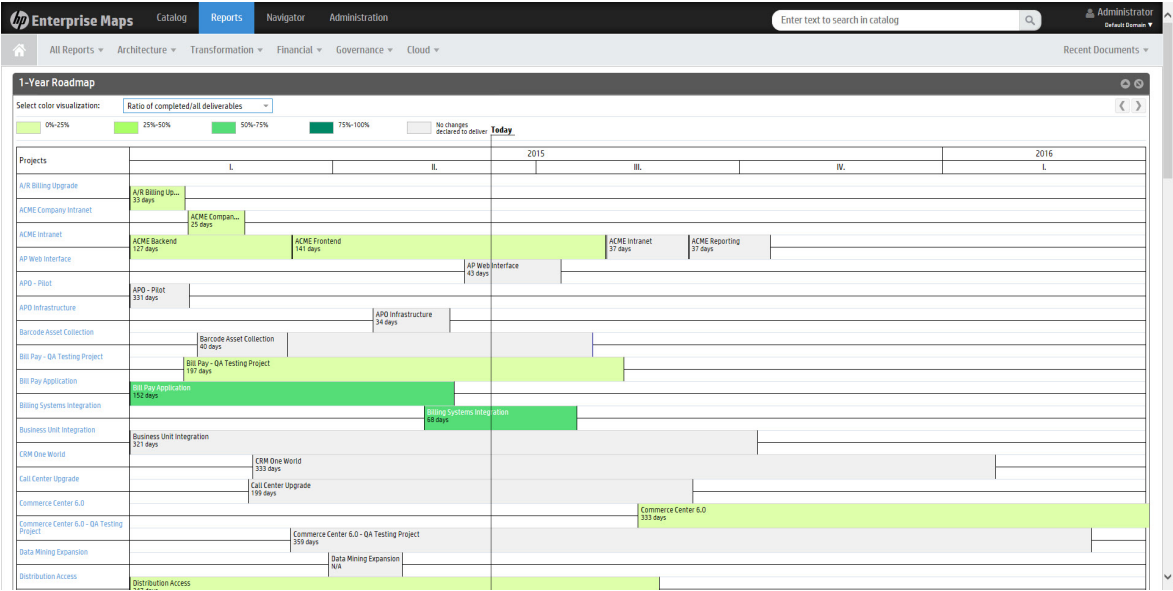 hp Enterprise Maps
Catalog
Reports
Navigator
Administration
Enter text to search in catalog
Administrator
Default Domain ▼
All Reports
Architecture
Transformation
Financial
Governance
Cloud
Recent Documents
1-Year Roadmap
Select color visualization:
Ratio of completed/all deliverables
0%-25%
25%-50%
50%-75%
75%-100%
No changes
declared to deliver
Today
Projects
2015
2016
I.
II.
III.
IV.
I.
A/R Billing Upgrade
A/R Billing Up...
33 days
ACME Company Intranet
ACME Compan...
25 days
ACME Intranet
ACME Backend
127 days
ACME Frontend
141 days
ACME Intranet
37 days
ACME Reporting
37 days
AP Web Interface
AP Web Interface
43 days
APO - Pilot
APO - Pilot
331 days
APO Infrastructure
APO Infrastructure
34 days
Barcode Asset Collection
Barcode Asset Collection
40 days
Bill Pay - QA Testing Project
Bill Pay - QA Testing Project
197 days
Bill Pay Application
Bill Pay Application
152 days
Billing Systems Integration
Billing Systems Integration
68 days
Business Unit Integration
Business Unit Integration
321 days
CRM One World
CRM One World
333 days
Call Center Upgrade
Call Center Upgrade
199 days
Commerce Center 6.0
Commerce Center 6.0
333 days
Commerce Center 6.0 - QA Testing
Project
Commerce Center 6.0 - QA Testing Project
359 days
Data Mining Expansion
Data Mining Expansion
N/A
Distribution Access
Distribution Access